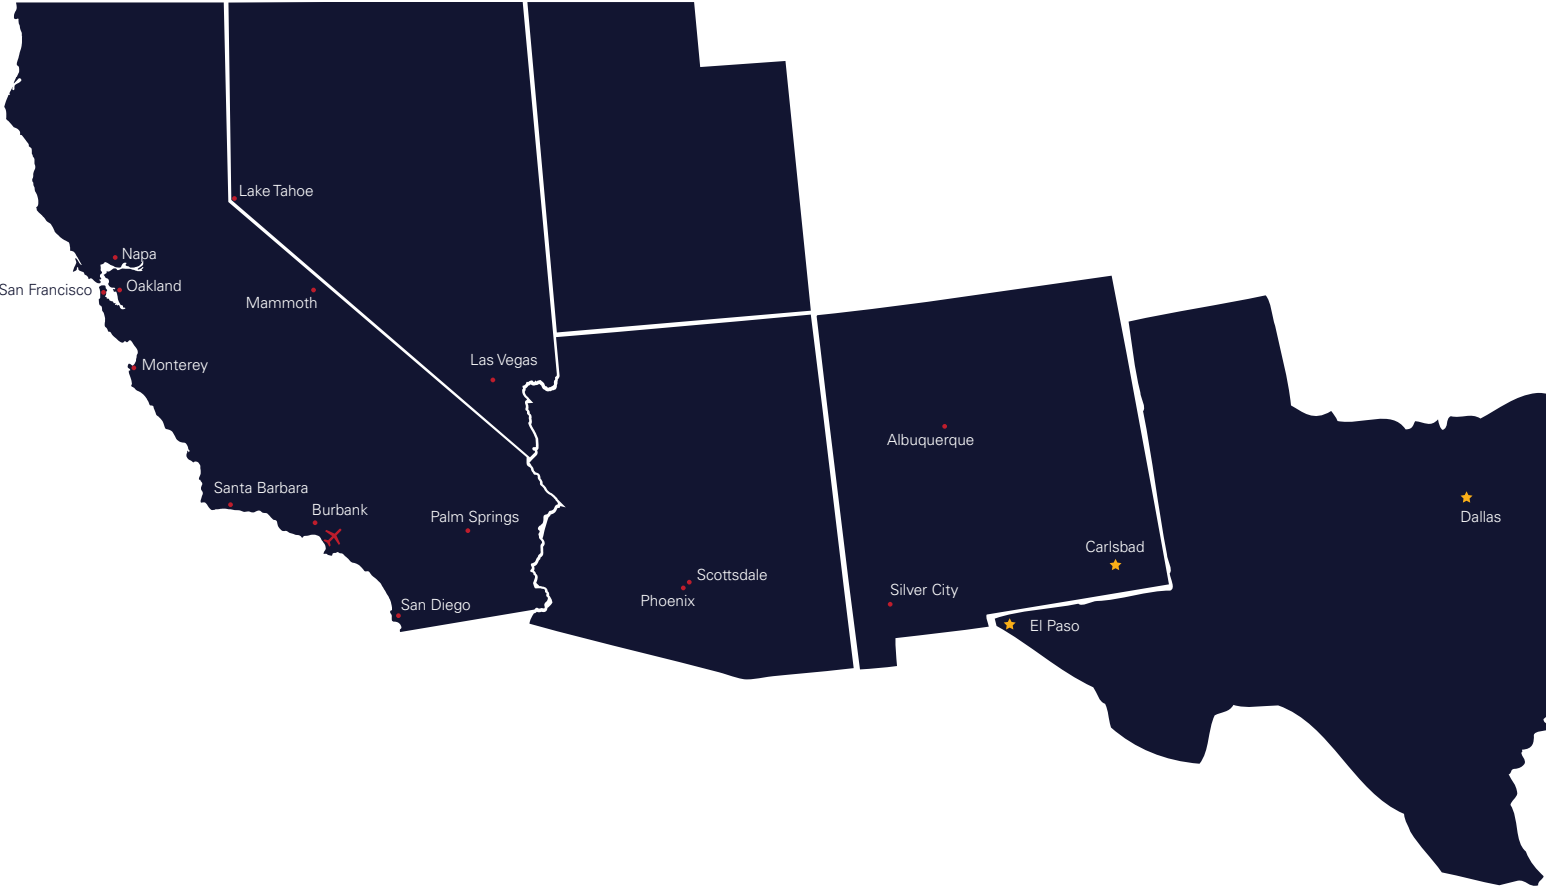 Lake Tahoe
Napa
Oakland
San Francisco
Mammoth
Monterey
Las Vegas
Albuquerque
Santa Barbara
Burbank
Palm Springs
Dallas
Carlsbad
Scottsdale
Silver City
Phoenix
San Diego
El Paso